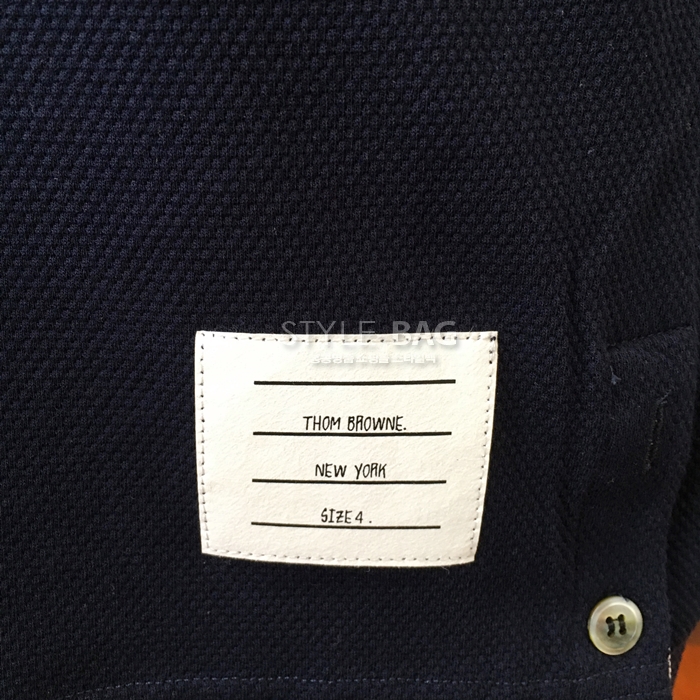 STYLE BAG
THOM BROWNE.
NEW YORK
SIZE 4.